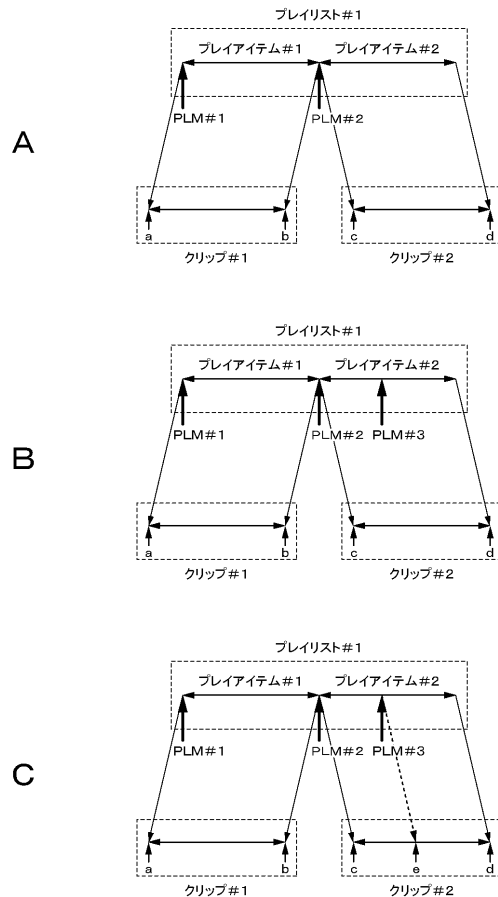 プレイリスト#1
プレイアイテム#1 プレイアイテム#2
PLM#1 PLM#2
A
a b c d
クリップ#1 クリップ#2
プレイリスト#1
プレイアイテム#1 プレイアイテム#2
PLM#1 PLM#2 PLM#3
B
a b c d
クリップ#1 クリップ#2
プレイリスト#1
プレイアイテム#1 プレイアイテム#2
PLM#1 PLM#2 PLM#3
C
a b c e d
クリップ#1 クリップ#2